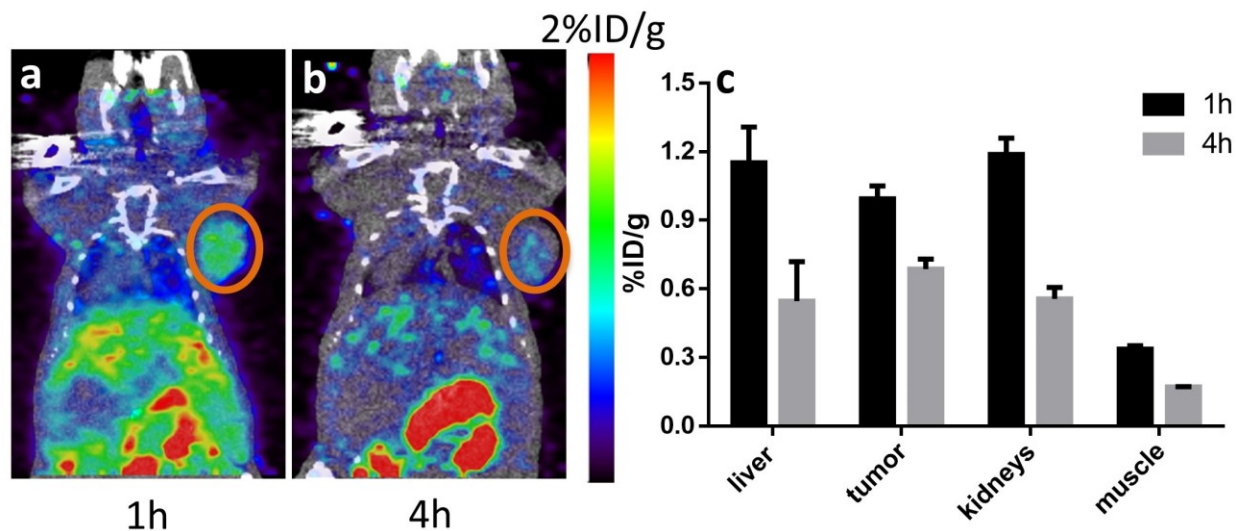 2%ID/g
a
b
1h
4h
c
1h
4h
%ID/g
1.5
1.2
0.9
0.6
0.3
0.0
liver
tumor
kidneys
muscle